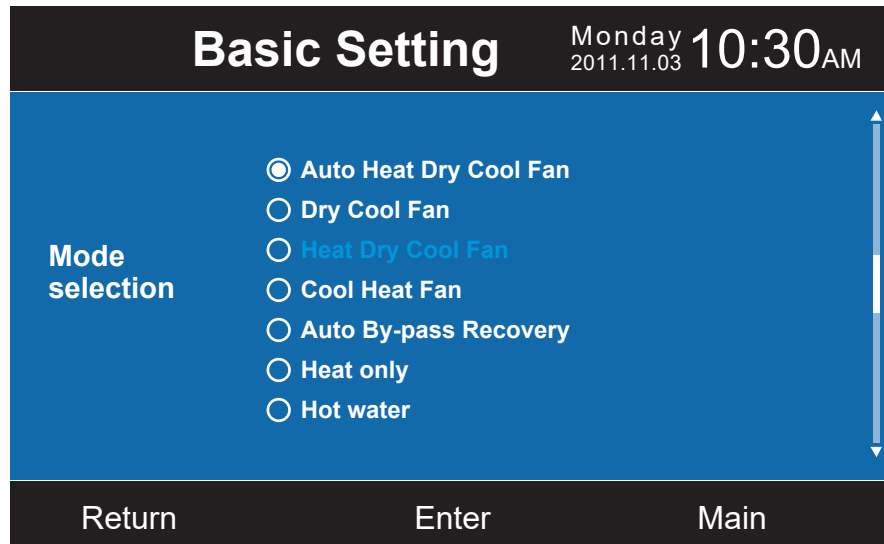 Basic Setting
Monday
2011.11.03
10:30AM
Auto Heat Dry Cool Fan
Dry Cool Fan
Heat Dry Cool Fan
Mode
selection
Cool Heat Fan
Auto By-pass Recovery
Heat only
Hot water
Return
Enter
Main